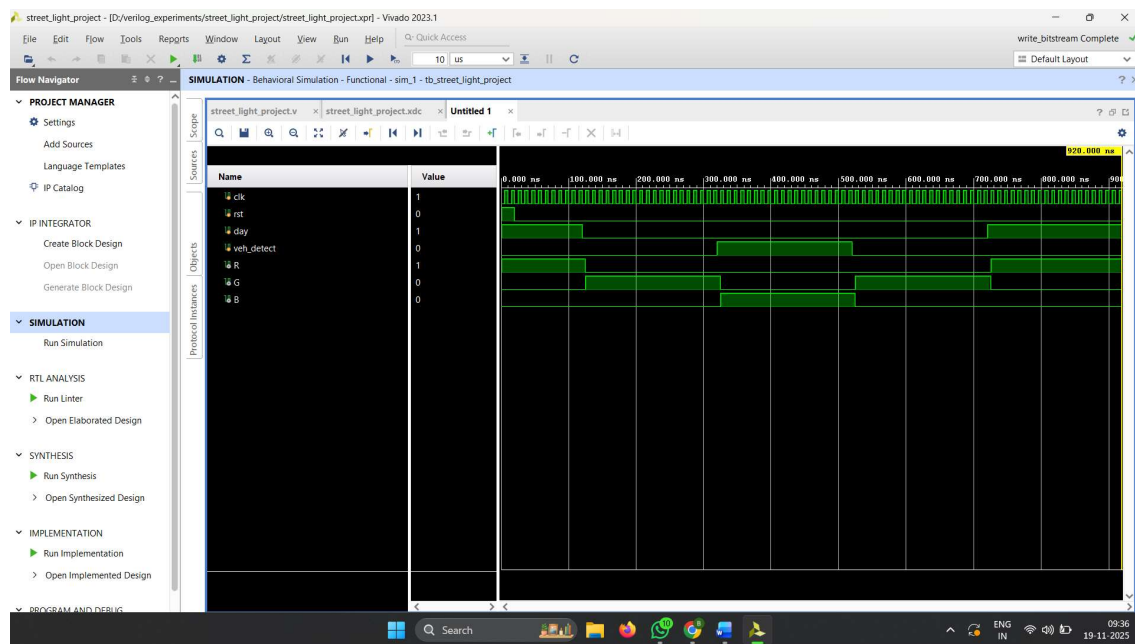 street_light_project - [D:/verilog_experiments/street_light_project/street_light_project.xpr] - Vivado 2023.1
File Edit Flow Tools Reports Window Layout View Run Help Q- Quick Access
write_bitstream Complete
10 us
Default Layout
Flow Navigator
SIMULATION - Behavioral Simulation - Functional - sim_1 - tb_street_light_project
PROJECT MANAGER
Settings
Add Sources
Language Templates
IP Catalog
IP INTEGRATOR
Create Block Design
Open Block Design
Generate Block Design
SIMULATION
Run Simulation
RTL ANALYSIS
Run Linter
Open Elaborated Design
SYNTHESIS
Run Synthesis
Open Synthesized Design
IMPLEMENTATION
Run Implementation
Open Implemented Design
PROGRAM AND DEBUG
Scope
Sources
Objects
Protocol Instances
street_light_project.v street_light_project.xdc Untitled 1
920.000 ns
Name Value
0.000 ns 100.000 ns 200.000 ns 300.000 ns 400.000 ns 500.000 ns 600.000 ns 700.000 ns 800.000 ns 900
clk 1
rst 0
day 1
veh_detect 0
R 1
G 0
B 0
Search
10
ENG
IN
09:36
19-11-2025